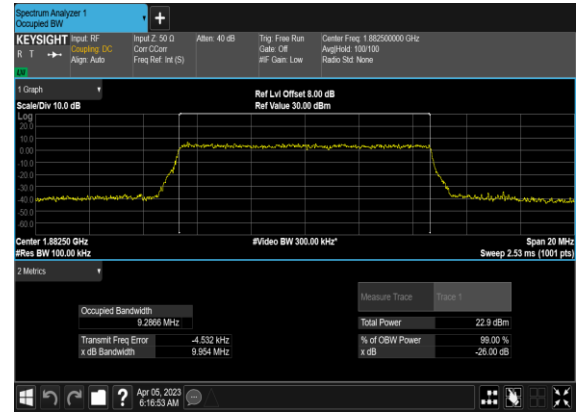 Spectrum Analyzer 1
Occupied BW
+
KEYSIGHT Input: RF Input Z: 50 Ω Atten: 40 dB Trig: Free Run Center Freq: 1.882500000 GHz
R T Coupling: DC Corr CCorr Gate: Off Avg|Hold: 100/100
Align: Auto Freq Ref: Int (S) #IF Gain: Low Radio Std: None
1 Graph
Ref Lvl Offset 8.00 dB
Scale/Div 10.0 dB Ref Value 30.00 dBm
Log
20.0
10.0
0.00
-10.0
-20.0
-30.0
-40.0
-50.0
-60.0
Center 1.88250 GHz #Video BW 300.00 kHz* Span 20 MHz
#Res BW 100.00 kHz Sweep 2.53 ms (1001 pts)
2 Metrics
Measure Trace Trace 1
Occupied Bandwidth
9.2866 MHz Total Power 22.9 dBm
Transmit Freq Error -4.532 kHz % of OBW Power 99.00 %
x dB Bandwidth 9.954 MHz x dB -26.00 dB
? Apr 05, 2023
6:16:53 AM